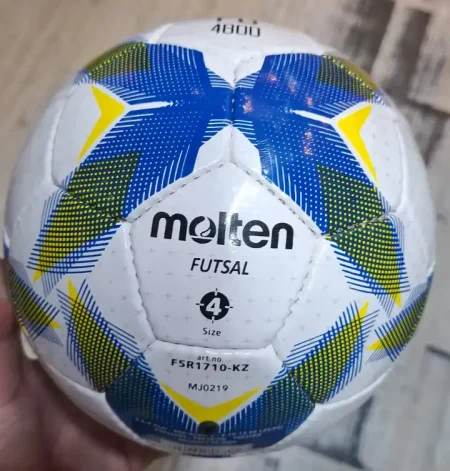 4800
molten
FUTSAL
4
Size
art.no.
F5R1710-KZ
MJ0219